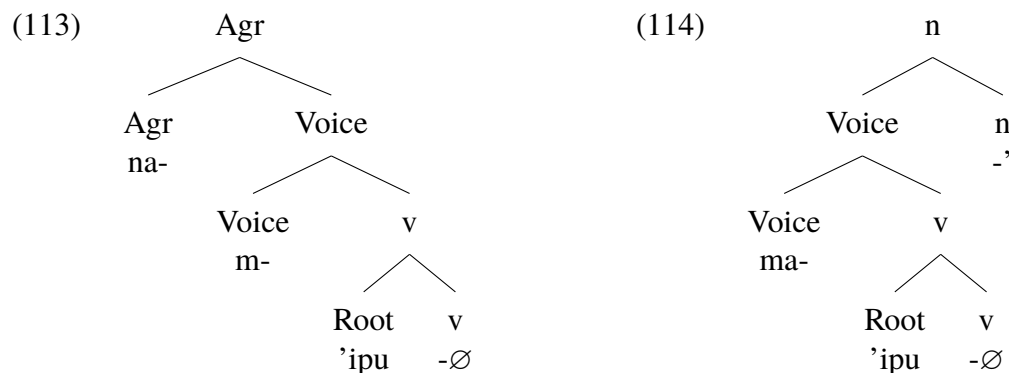 (113) Agr (114) n
Agr Voice Voice n
na- -’
Voice v Voice v
m- ma-
Root v Root v
’ipu -∅ ’ipu -∅